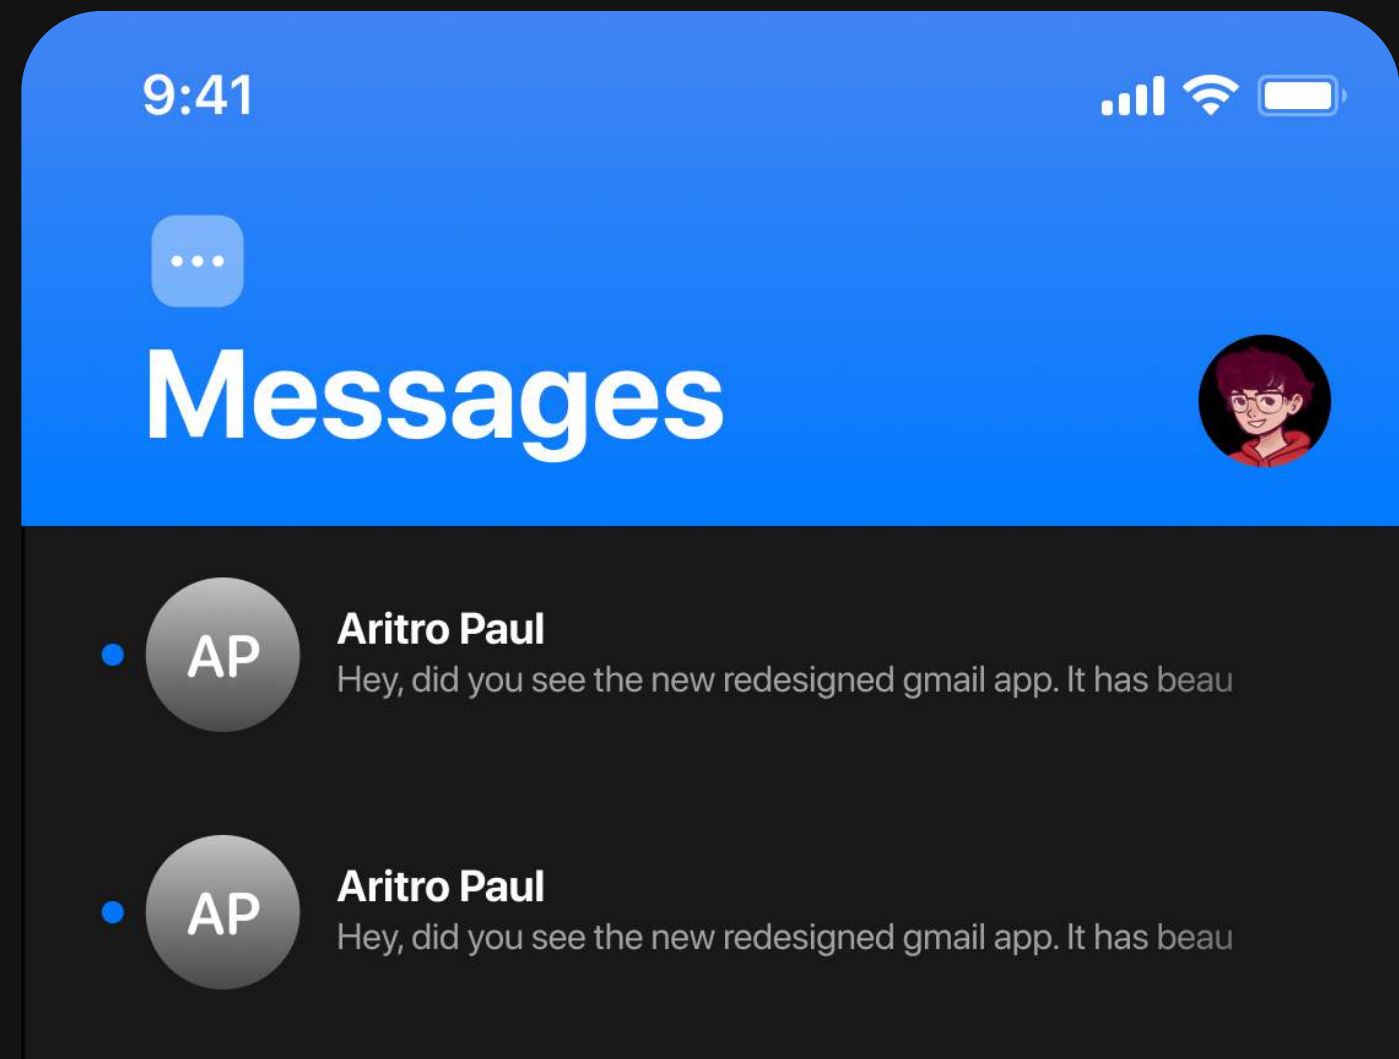 9:41
Messages
AP
Aritro Paul
Hey, did you see the new redesigned gmail app. It has beau
AP
Aritro Paul
Hey, did you see the new redesigned gmail app. It has beau